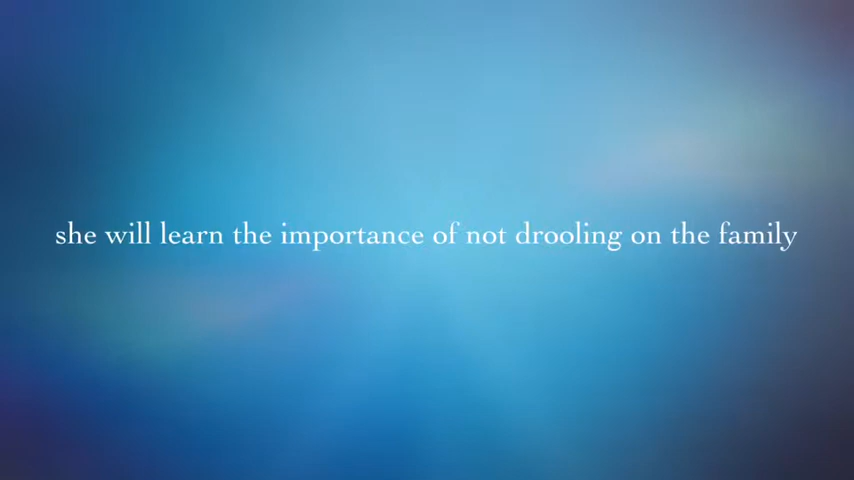 she will learn the importance of not drooling on the family